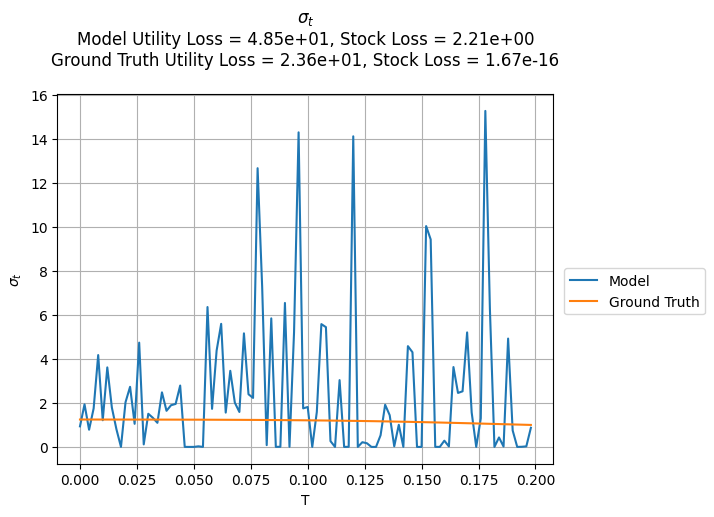 σt
Model Utility Loss = 4.85e+01, Stock Loss = 2.21e+00
Ground Truth Utility Loss = 2.36e+01, Stock Loss = 1.67e-16
16
14
12
10
8
6
4
2
0
σt
0.000 0.025 0.050 0.075 0.100 0.125 0.150 0.175 0.200
T
Model
Ground Truth